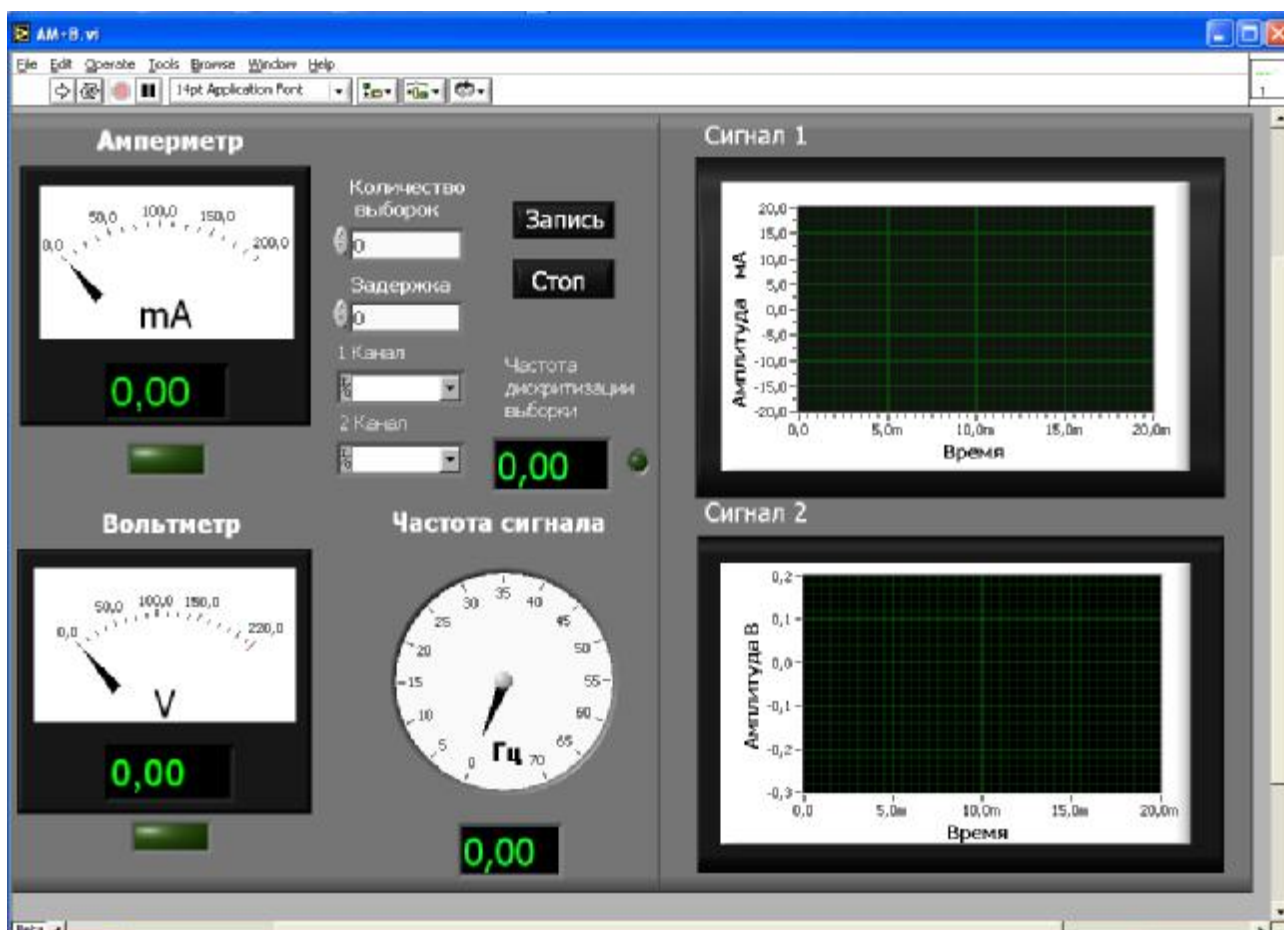 AM+B.vi
File Edit Operate Tools Browse Window Help
14pt Application Font
1
Амперметр
0,0 50,0 100,0 150,0 200,0
mA
0,00
Количество
выборок
0
Задержка
0
1 Канал
2 Канал
Запись
Стоп
Частота
дискритизации
выборки
0,00
Вольтметр
0,0 50,0 100,0 150,0 220,0
V
0,00
Частота сигнала
0 5 10 15 20 25 30 35 40 45 50 55 60 65 70
Гц
0,00
Сигнал 1
Амплитуда мА
20,0
15,0
10,0
5,0
0,0
-5,0
-10,0
-15,0
-20,0
0,0 5,0m 10,0m 15,0m 20,0m
Время
Сигнал 2
Амплитуда В
0,2
0,1
0,0
-0,1
-0,2
-0,3
0,0 5,0m 10,0m 15,0m 20,0m
Время